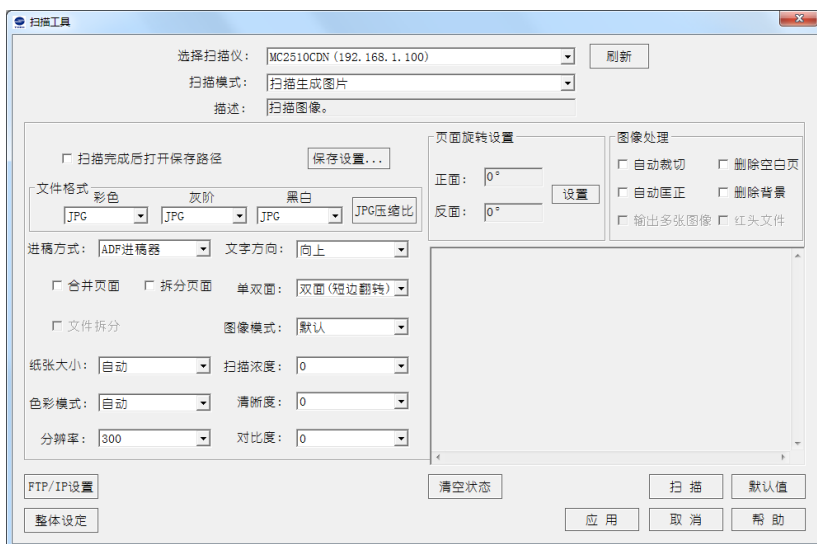 扫描工具
选择扫描仪: MC2510CDN (192.168.1.100) 刷新
扫描模式: 扫描生成图片
描述: 扫描图像。
扫描完成后打开保存路径 保存设置...
文件格式
彩色 灰阶 黑白
JPG JPG JPG JPG压缩比
页面旋转设置
正面: 0°
反面: 0°
设置
图像处理
自动裁切 删除空白页
自动匡正 删除背景
输出多张图像 红头文件
进稿方式: ADF进稿器 文字方向: 向上
合并页面 拆分页面 单双面: 双面(短边翻转)
文件拆分 图像模式: 默认
纸张大小: 自动 扫描浓度: 0
色彩模式: 自动 清晰度: 0
分辨率: 300 对比度: 0
FTP/IP设置 清空状态 扫 描 默认值
整体设定 应 用 取 消 帮 助